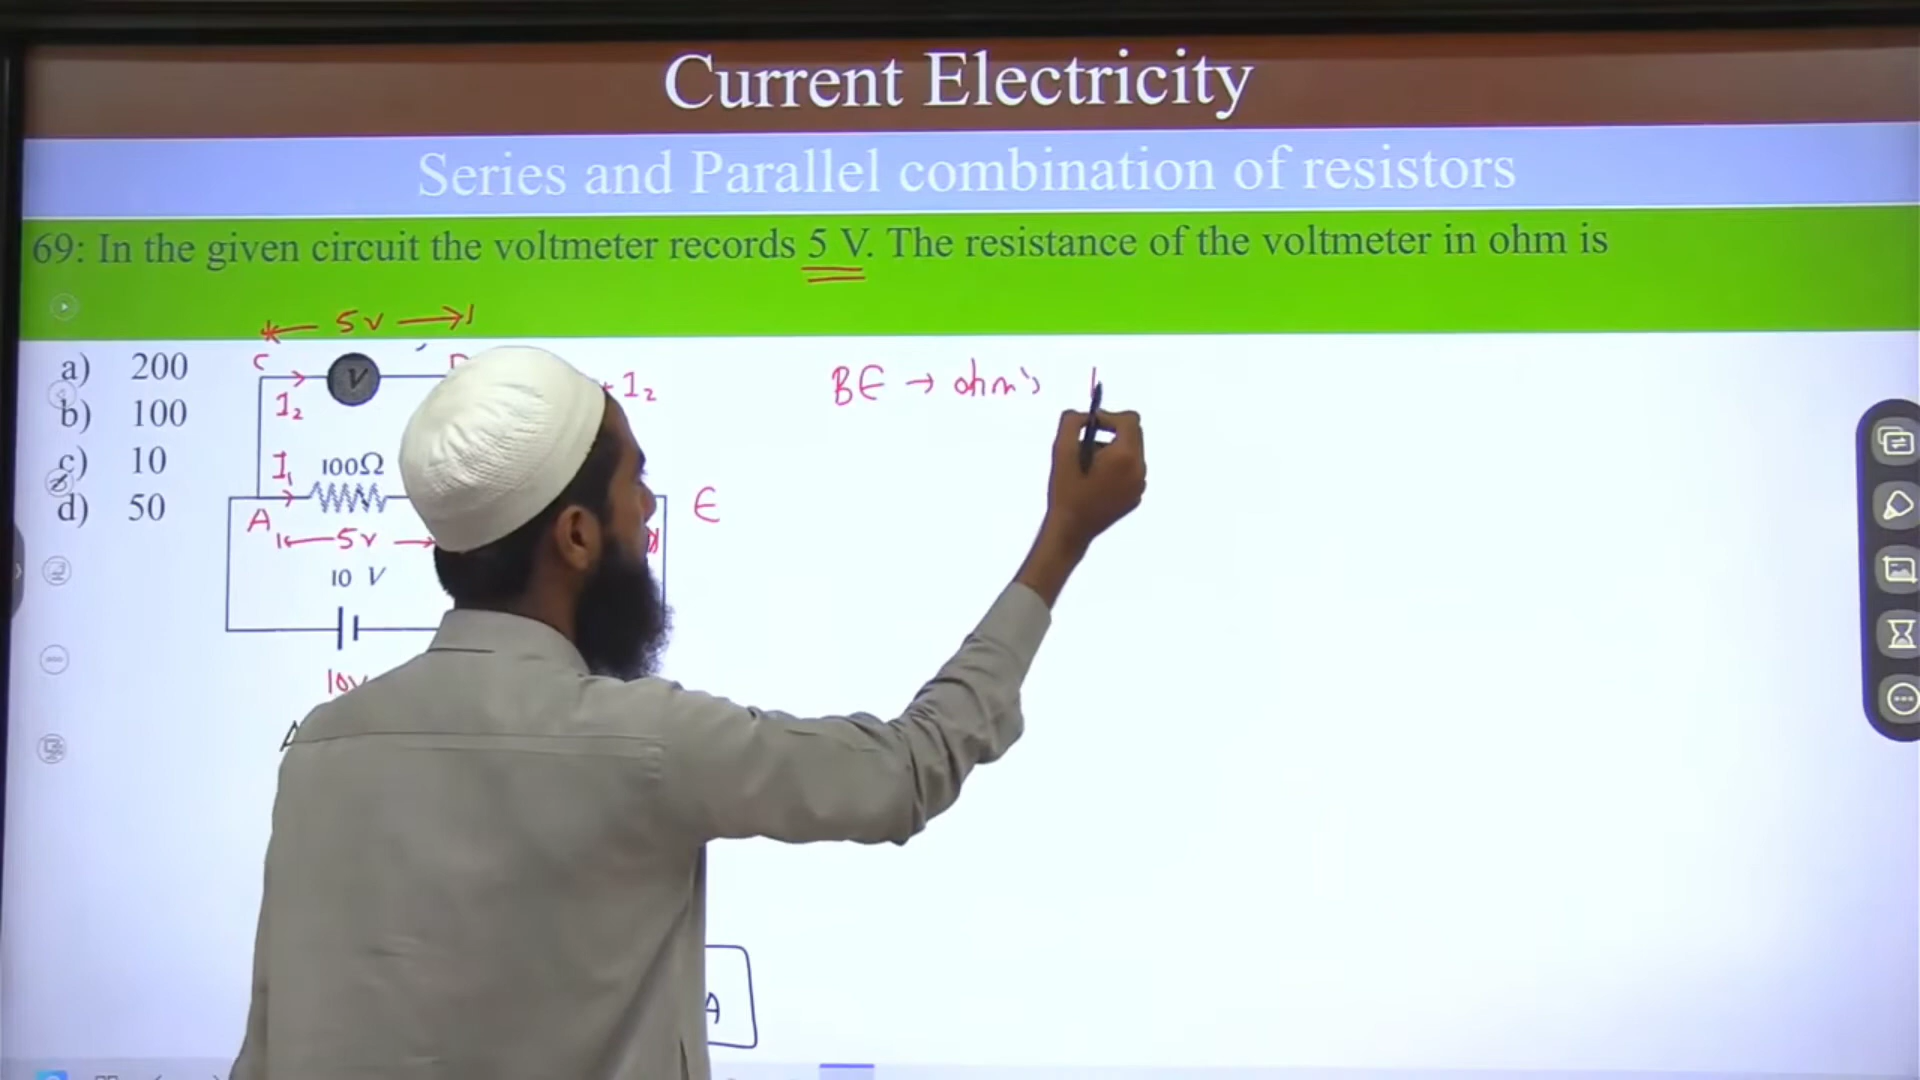 Current Electricity
Series and Parallel combination of resistors
69: In the given circuit the voltmeter records 5 V. The resistance of the voltmeter in ohm is
5V
a) 200
b) 100
c) 10
d) 50
C
V
I₂
I₂
I₁
100Ω
A
E
5V
10 V
10V
BE → ohm's
A